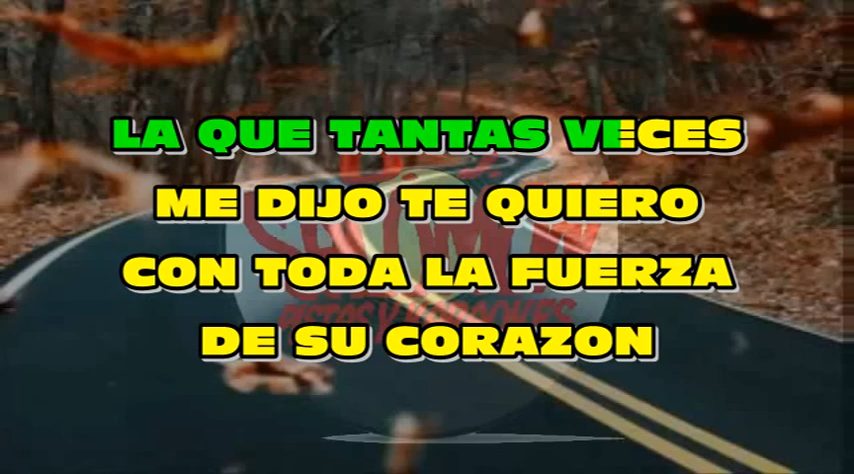 LA QUE TANTAS VECES
ME DIJO TE QUIERO
CON TODA LA FUERZA
DE SU CORAZON